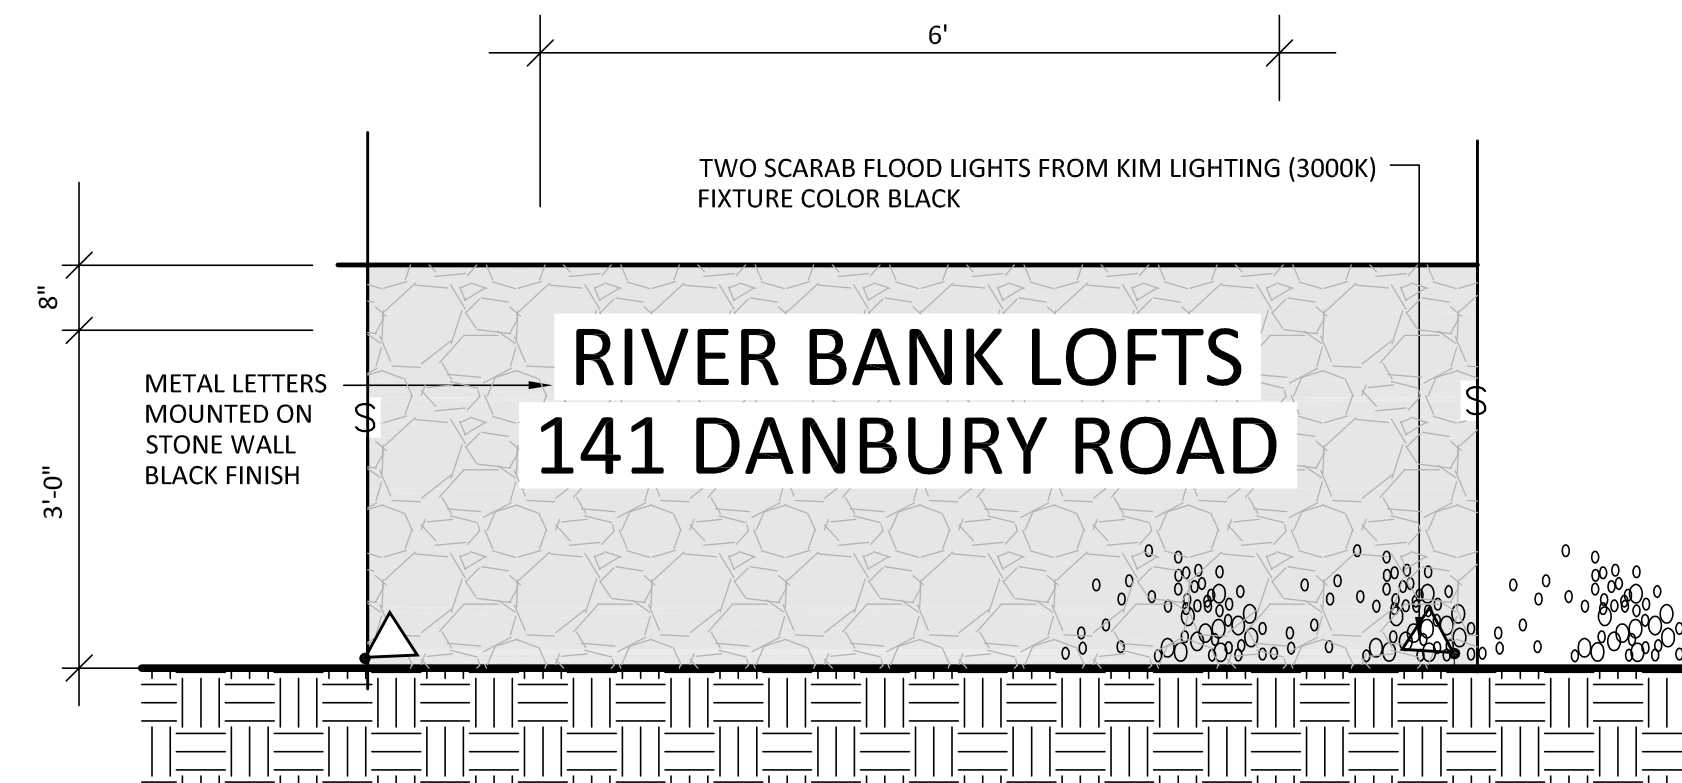 6'
TWO SCARAB FLOOD LIGHTS FROM KIM LIGHTING (3000K)
FIXTURE COLOR BLACK
8"
RIVER BANK LOFTS
METAL LETTERS
MOUNTED ON
STONE WALL
BLACK FINISH
S
S
141 DANBURY ROAD
3'-0"